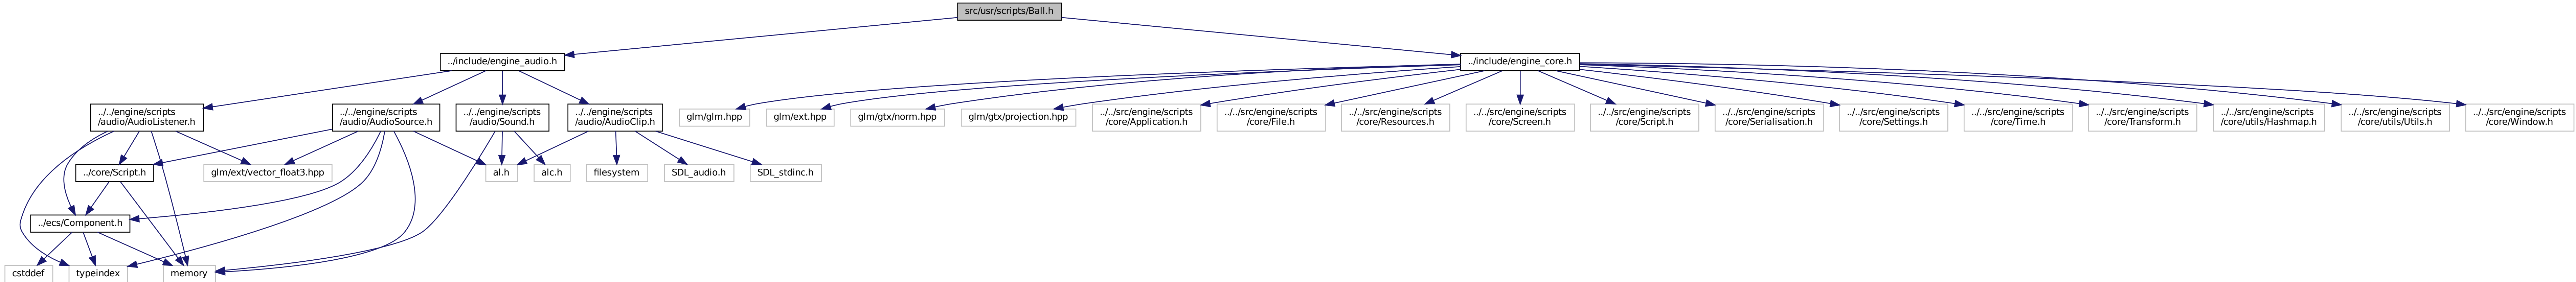 src/usr/scripts/Ball.h
../include/engine_audio.h
../include/engine_core.h
../../engine/scripts
/audio/AudioListener.h
../../engine/scripts
/audio/AudioSource.h
../../engine/scripts
/audio/Sound.h
../../engine/scripts
/audio/AudioClip.h
glm/glm.hpp
glm/ext.hpp
glm/gtx/norm.hpp
glm/gtx/projection.hpp
../../src/engine/scripts
/core/Application.h
../../src/engine/scripts
/core/File.h
../../src/engine/scripts
/core/Resources.h
../../src/engine/scripts
/core/Screen.h
../../src/engine/scripts
/core/Script.h
../../src/engine/scripts
/core/Serialisation.h
../../src/engine/scripts
/core/Settings.h
../../src/engine/scripts
/core/Time.h
../../src/engine/scripts
/core/Transform.h
../../src/engine/scripts
/core/utils/Hashmap.h
../../src/engine/scripts
/core/utils/Utils.h
../../src/engine/scripts
/core/Window.h
../core/Script.h
glm/ext/vector_float3.hpp
al.h
alc.h
filesystem
SDL_audio.h
SDL_stdinc.h
../ecs/Component.h
cstddef
typeindex
memory